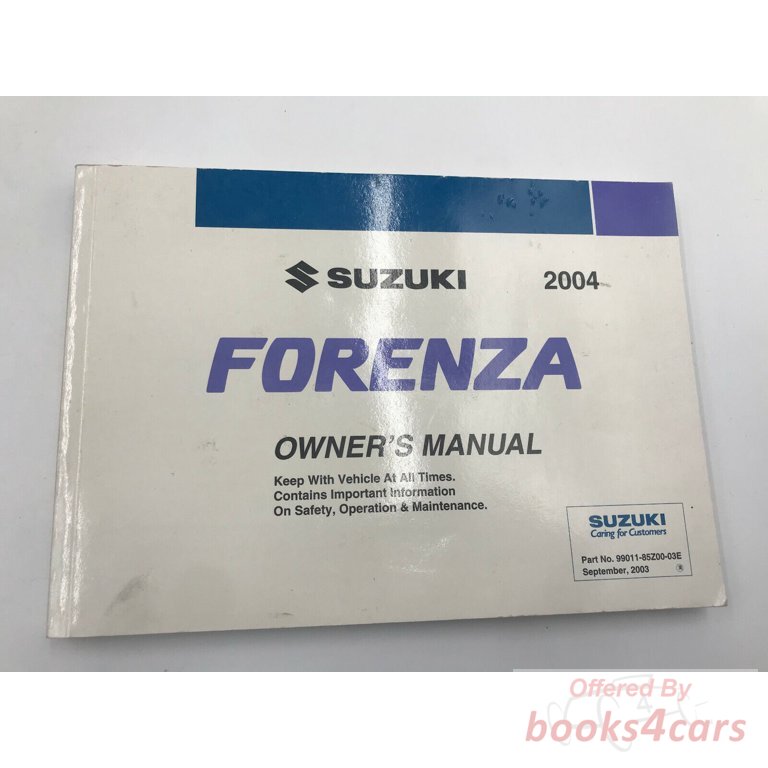 SUZUKI 2004
FORENZA
OWNER'S MANUAL
Keep With Vehicle At All Times.
Contains Important Information
On Safety, Operation & Maintenance.
SUZUKI
Caring for Customers
Part No. 99011-85Z00-03E
September, 2003
Offered By
books4cars